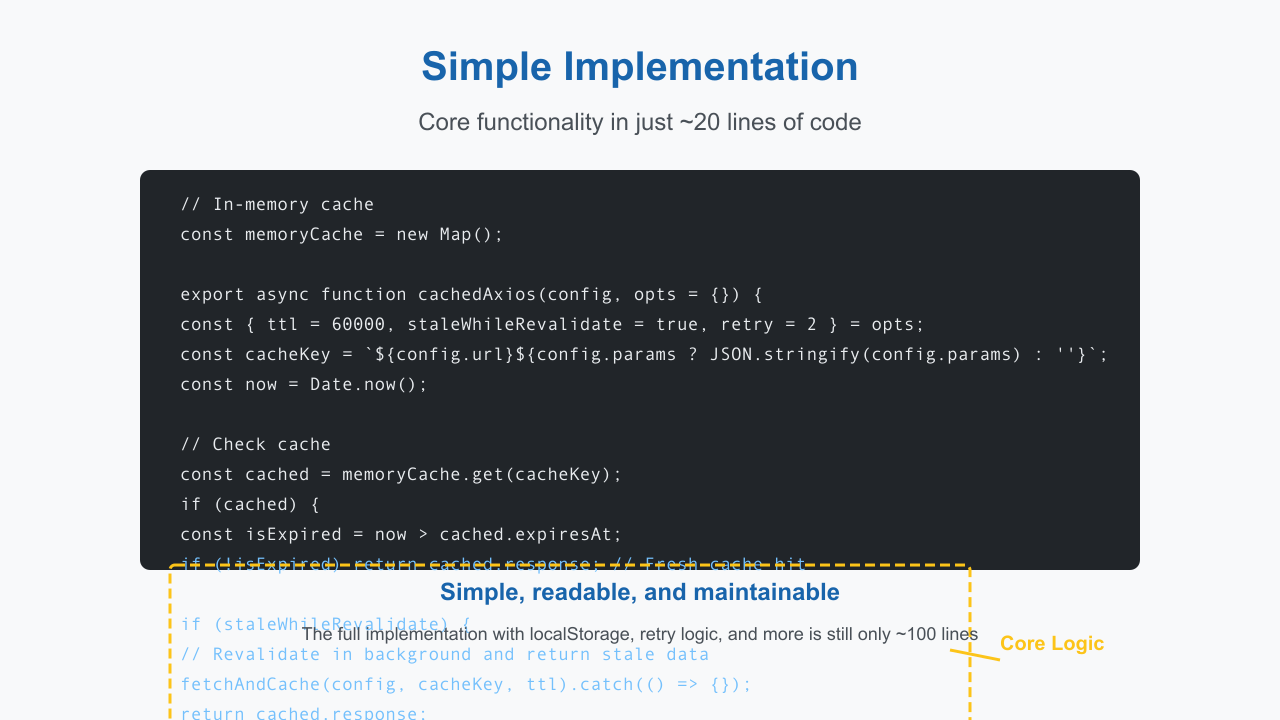 Simple Implementation
Core functionality in just ~20 lines of code
// In-memory cache
const memoryCache = new Map();
export async function cachedAxios(config, opts = {}) {
const { ttl = 60000, staleWhileRevalidate = true, retry = 2 } = opts;
const cacheKey = `${config.url}${config.params ? JSON.stringify(config.params) : ''}`;
const now = Date.now();
// Check cache
const cached = memoryCache.get(cacheKey);
if (cached) {
const isExpired = now > cached.expiresAt;
if (!isExpired) return cached.response; // Fresh cache hit
Simple, readable, and maintainable
if (staleWhileRevalidate) {
The full implementation with localStorage, retry logic, and more is still only ~100 lines
Core Logic
// Revalidate in background and return stale data
fetchAndCache(config, cacheKey, ttl).catch(() => {});
return cached.response;